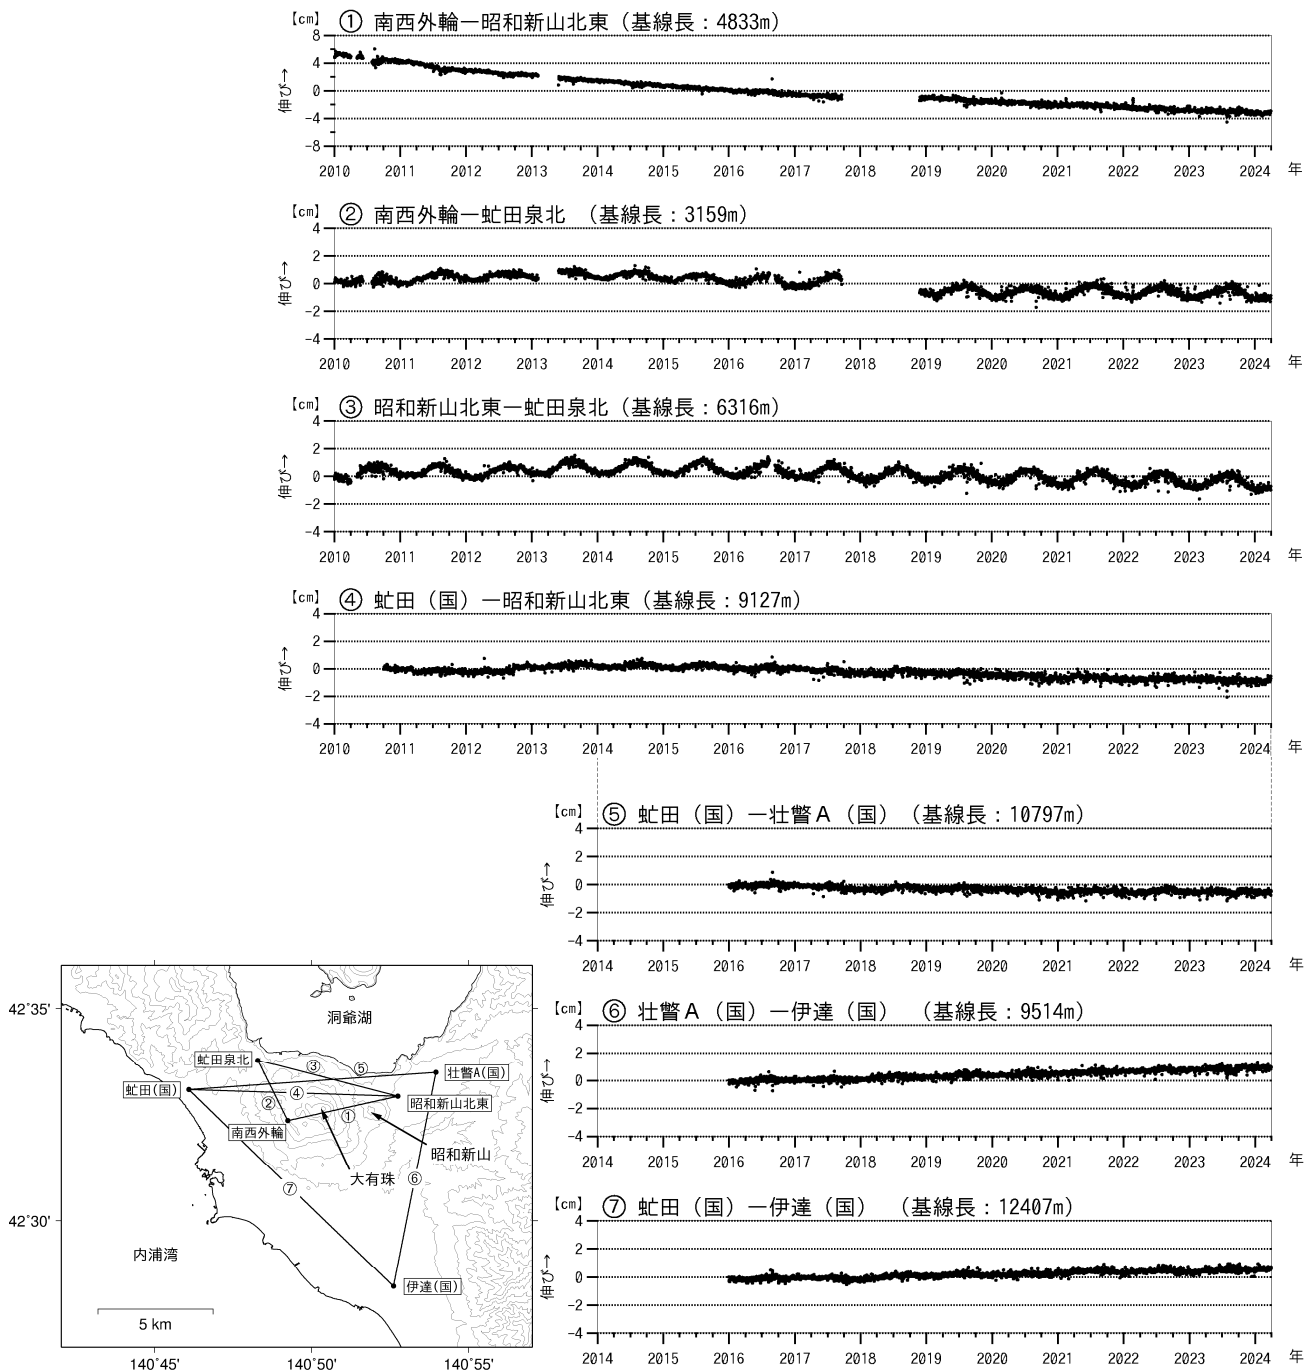 [cm] ① 南西外輪ー昭和新山北東（基線長：4833m）
8
4
0
-4
-8
伸び→
2010 2011 2012 2013 2014 2015 2016 2017 2018 2019 2020 2021 2022 2023 2024 年
[cm] ② 南西外輪ー虻田泉北 （基線長：3159m）
4
2
0
-2
-4
伸び→
2010 2011 2012 2013 2014 2015 2016 2017 2018 2019 2020 2021 2022 2023 2024 年
[cm] ③ 昭和新山北東ー虻田泉北（基線長：6316m）
4
2
0
-2
-4
伸び→
2010 2011 2012 2013 2014 2015 2016 2017 2018 2019 2020 2021 2022 2023 2024 年
[cm] ④ 虻田（国）ー昭和新山北東（基線長：9127m）
4
2
0
-2
-4
伸び→
2010 2011 2012 2013 2014 2015 2016 2017 2018 2019 2020 2021 2022 2023 2024 年
[cm] ⑤ 虻田（国）ー壮瞥Ａ（国）（基線長：10797m）
4
2
0
-2
-4
伸び→
2014 2015 2016 2017 2018 2019 2020 2021 2022 2023 2024 年
[cm] ⑥ 壮瞥Ａ（国）ー伊達（国） （基線長：9514m）
4
2
0
-2
-4
伸び→
2014 2015 2016 2017 2018 2019 2020 2021 2022 2023 2024 年
[cm] ⑦ 虻田（国）ー伊達（国） （基線長：12407m）
4
2
0
-2
-4
伸び→
2014 2015 2016 2017 2018 2019 2020 2021 2022 2023 2024 年
42˚35'
洞爺湖
虻田泉北
③
⑤
壮瞥A(国)
虻田(国)
④
②
昭和新山北東
①
南西外輪
昭和新山
大有珠
⑥
⑦
42˚30'
内浦湾
伊達(国)
5 km
140˚45' 140˚50' 140˚55'